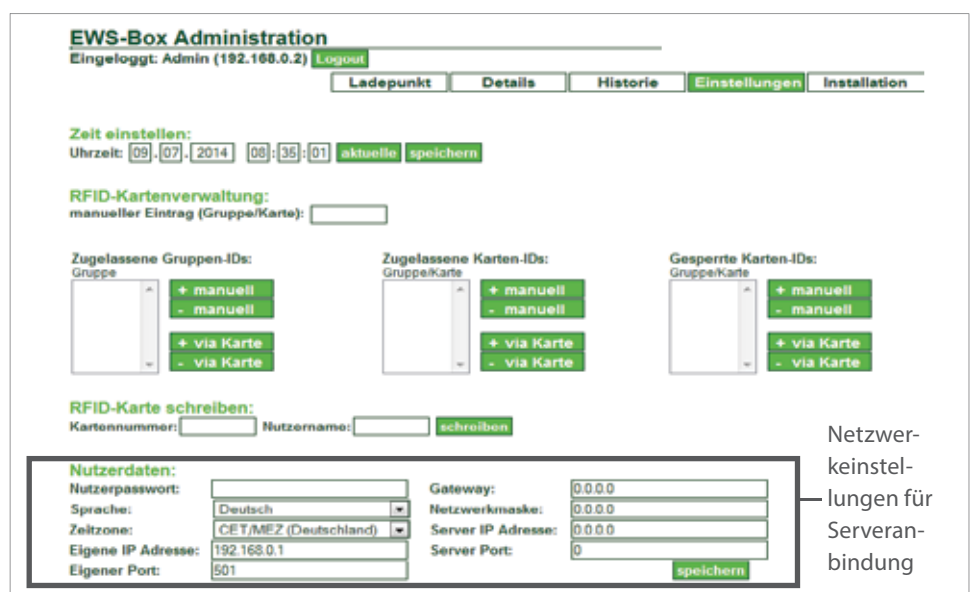 EWS-Box Administration
Eingeloggt: Admin (192.168.0.2) Logout
Ladepunkt Details Historie Einstellungen Installation
Zeit einstellen:
Uhrzeit: 09.07.2014 08:35:01 aktuelle speichern
RFID-Kartenverwaltung:
manueller Eintrag (Gruppe/Karte):
Zugelassene Gruppen-IDs: Zugelassene Karten-IDs: Gesperrte Karten-IDs:
Gruppe Gruppe/Karte Gruppe/Karte
+ manuell + manuell + manuell
- manuell - manuell - manuell
+ via Karte + via Karte + via Karte
- via Karte - via Karte - via Karte
RFID-Karte schreiben:
Kartennummer: Nutzername: schreiben
Nutzerdaten:
Nutzerpasswort: Gateway: 0.0.0.0
Sprache: Deutsch Netzwerkmaske: 0.0.0.0
Zeitzone: CET/MEZ (Deutschland) Server IP Adresse: 0.0.0.0
Eigene IP Adresse: 192.168.0.1 Server Port: 0
Eigener Port: 501 speichern
Netzwer-
keinstel-
lungen für
Serveran-
bindung